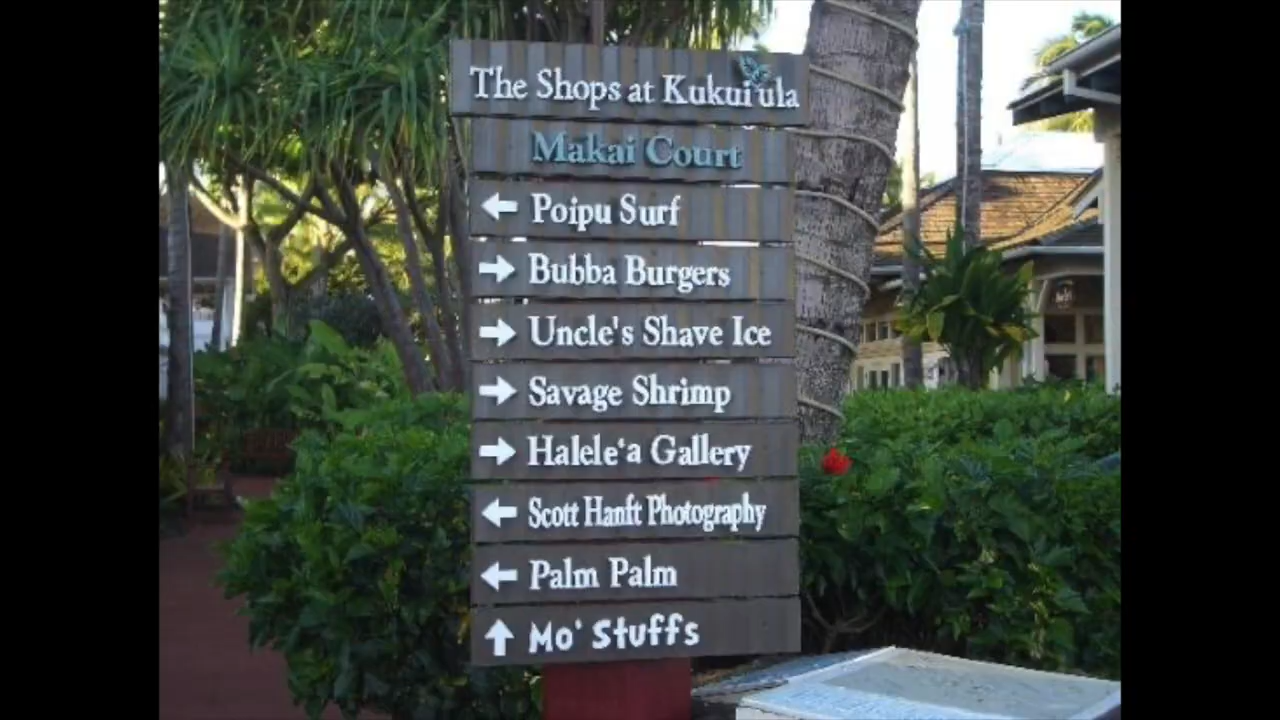 The Shops at Kukui'ula
Makai Court
Poipu Surf
Bubba Burgers
Uncle's Shave Ice
Savage Shrimp
Halele‘a Gallery
Scott Hanft Photography
Palm Palm
Mo' Stuffs